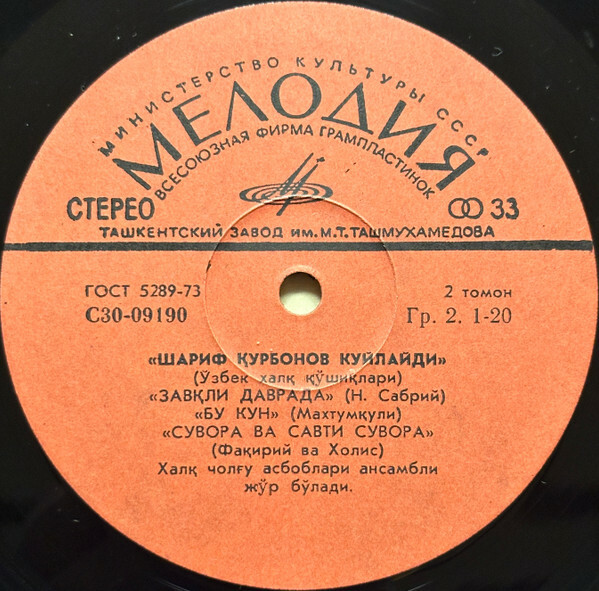 МИНИСТЕРСТВО КУЛЬТУРЫ СССР
МЕЛОДИЯ
ВСЕСОЮЗНАЯ ФИРМА ГРАМПЛАСТИНОК
СТЕРЕО 33
ТАШКЕНТСКИЙ ЗАВОД ИМ. М.Т. ТАШМУХАМЕДОВА
ГОСТ 5289-73 2 томон
С30-09190 Гр. 2. 1-20
«ШАРИФ ҚУРБОНОВ КУЙЛАЙДИ»
(Ўзбек халқ қўшиқлари)
«ЗАВҚЛИ ДАВРАДА» (Н. Сабрий)
«БУ КУН» (Махтумқули)
«СУВОРА ВА САВТИ СУВОРА»
(Фақирий ва Холис)
Халқ чолғу асбоблари ансамбли
жўр бўлади.